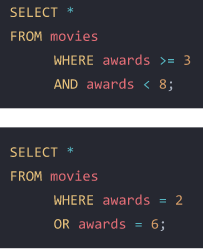 SELECT *
FROM movies
WHERE awards >= 3
AND awards < 8;
SELECT *
FROM movies
WHERE awards = 2
OR awards = 6;